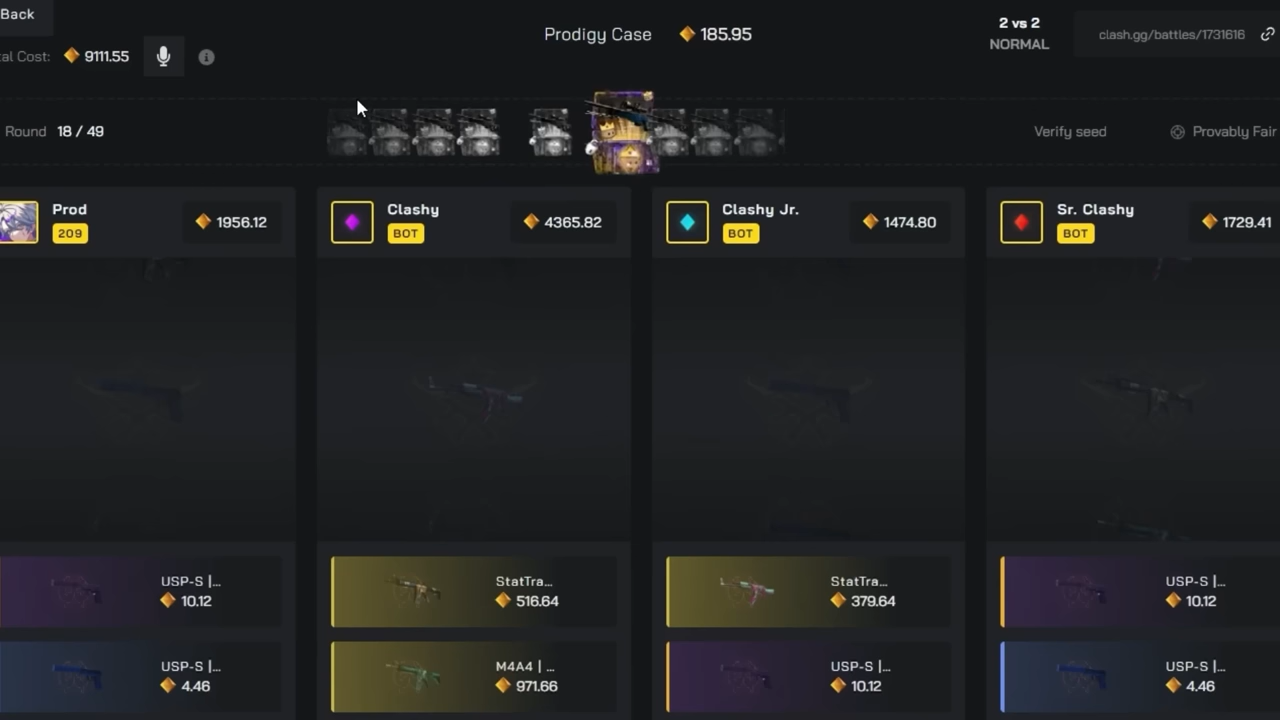 Back
Prodigy Case 185.95
2 vs 2
NORMAL
clash.gg/battles/1731616
al Cost: 9111.55
Round 18 / 49
Verify seed
Provably Fair
Prod
209
1956.12
Clashy
BOT
4365.82
Clashy Jr.
BOT
1474.80
Sr. Clashy
BOT
1729.41
USP-S |...
10.12
StatTra...
516.64
StatTra...
379.64
USP-S |...
10.12
USP-S |...
4.46
M4A4 | ...
971.66
USP-S |...
10.12
USP-S |...
4.46